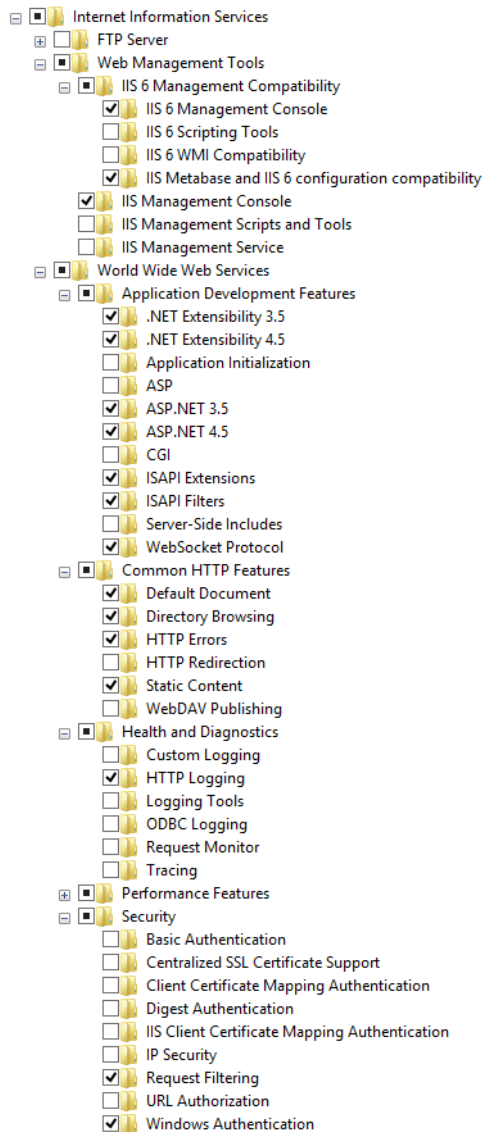 Internet Information Services
FTP Server
Web Management Tools
IIS 6 Management Compatibility
IIS 6 Management Console
IIS 6 Scripting Tools
IIS 6 WMI Compatibility
IIS Metabase and IIS 6 configuration compatibility
IIS Management Console
IIS Management Scripts and Tools
IIS Management Service
World Wide Web Services
Application Development Features
.NET Extensibility 3.5
.NET Extensibility 4.5
Application Initialization
ASP
ASP.NET 3.5
ASP.NET 4.5
CGI
ISAPI Extensions
ISAPI Filters
Server-Side Includes
WebSocket Protocol
Common HTTP Features
Default Document
Directory Browsing
HTTP Errors
HTTP Redirection
Static Content
WebDAV Publishing
Health and Diagnostics
Custom Logging
HTTP Logging
Logging Tools
ODBC Logging
Request Monitor
Tracing
Performance Features
Security
Basic Authentication
Centralized SSL Certificate Support
Client Certificate Mapping Authentication
Digest Authentication
IIS Client Certificate Mapping Authentication
IP Security
Request Filtering
URL Authorization
Windows Authentication